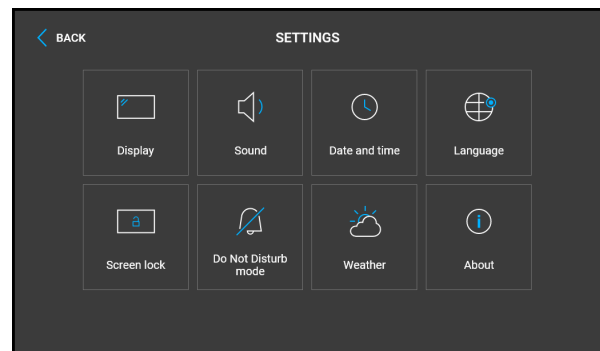 BACK
SETTINGS
Display
Sound
Date and time
Language
Screen lock
Do Not Disturb
mode
Weather
About